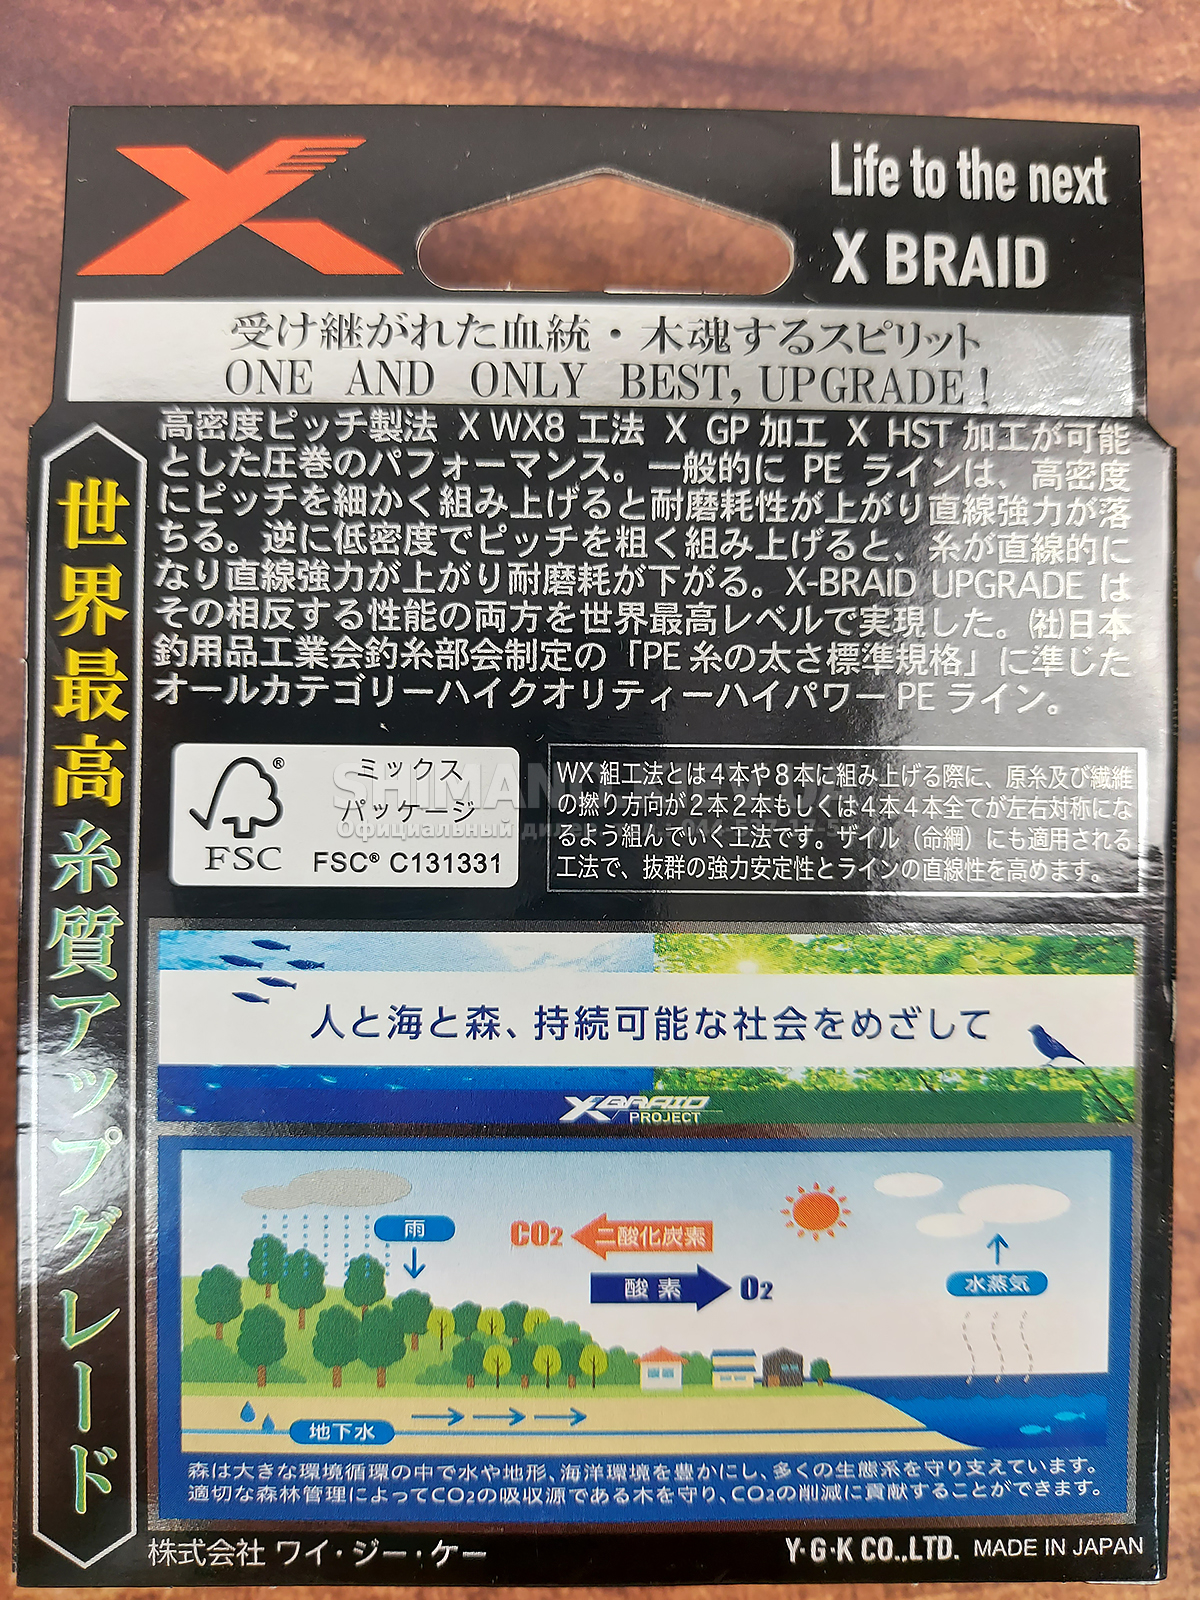 Life to the next
X BRAID
受け継がれた血統・木魂するスピリット
ONE AND ONLY BEST, UPGRADE!
高密度ピッチ製法 X WX8 工法 X GP 加工 X HST 加工が可能
とした圧巻のパフォーマンス。一般的に PE ラインは、高密度
にピッチを細かく組み上げると耐磨耗性が上がり直線強力が落
ちる。逆に低密度でピッチを粗く組み上げると、糸が直線的に
なり直線強力が上がり耐磨耗が下がる。X-BRAID UPGRADE は
その相反する性能の両方を世界最高レベルで実現した。㈳日本
釣用品工業会釣糸部会制定の「PE 糸の太さ標準規格」に準じた
オールカテゴリーハイクオリティーハイパワー PE ライン。
世界最高糸質アップグレード
FSC
®
ミックス
パッケージ
FSC® C131331
WX 組工法とは4本や8本に組み上げる際に、原糸及び繊維
の撚り方向が2本2本もしくは4本4本全てが左右対称にな
るよう組んでいく工法です。ザイル(命綱)にも適用される
工法で、抜群の強力安定性とラインの直線性を高めます。
SHIMAN
Официальный
人と海と森、持続可能な社会をめざして
X BRAID
PROJECT
雨
CO2 二酸化炭素
酸素 O2
水蒸気
地下水
森は大きな環境循環の中で水や地形、海洋環境を豊かにし、多くの生態系を守り支えています。
適切な森林管理によってCO2の吸収源である木を守り、CO2の削減に貢献することができます。
株式会社 ワイ・ジー・ケー
Y·G·K CO.,LTD. MADE IN JAPAN